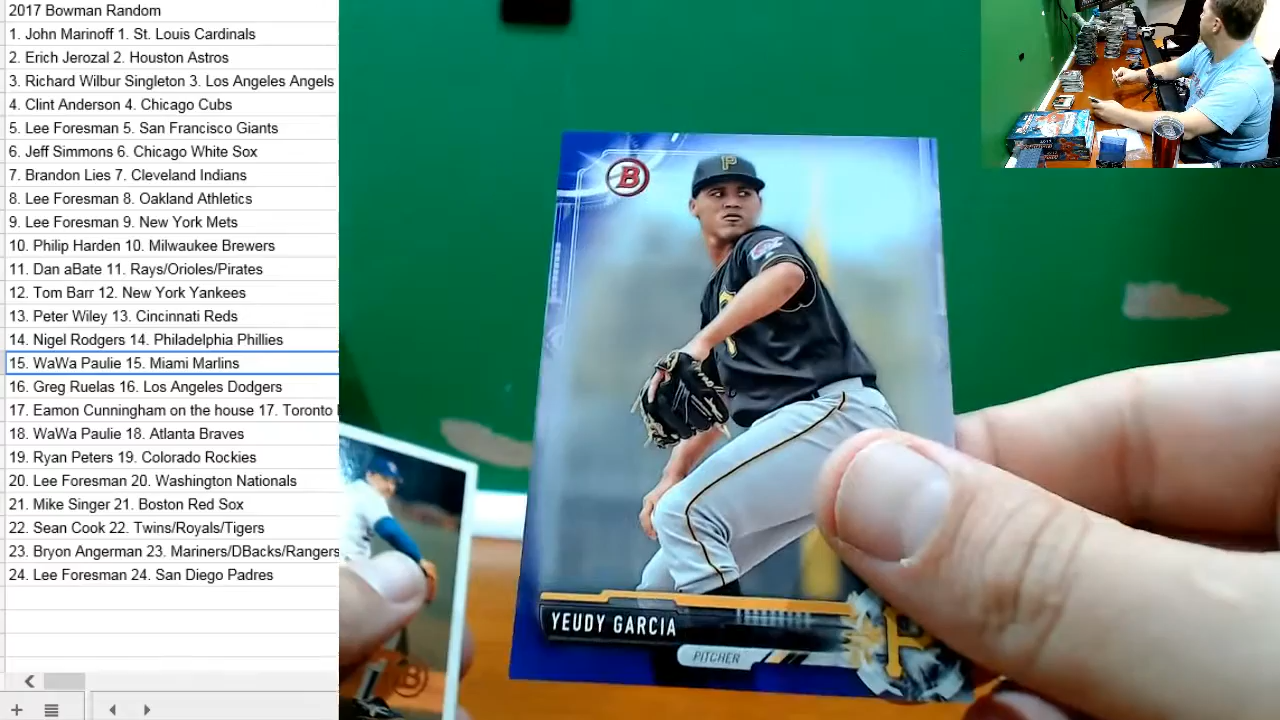 2017 Bowman Random
1. John Marinoff 1. St. Louis Cardinals
2. Erich Jerozal 2. Houston Astros
3. Richard Wilbur Singleton 3. Los Angeles Angels
4. Clint Anderson 4. Chicago Cubs
5. Lee Foresman 5. San Francisco Giants
6. Jeff Simmons 6. Chicago White Sox
7. Brandon Lies 7. Cleveland Indians
8. Lee Foresman 8. Oakland Athletics
9. Lee Foresman 9. New York Mets
10. Philip Harden 10. Milwaukee Brewers
11. Dan aBate 11. Rays/Orioles/Pirates
12. Tom Barr 12. New York Yankees
13. Peter Wiley 13. Cincinnati Reds
14. Nigel Rodgers 14. Philadelphia Phillies
15. WaWa Paulie 15. Miami Marlins
16. Greg Ruelas 16. Los Angeles Dodgers
17. Eamon Cunningham on the house 17. Toronto
18. WaWa Paulie 18. Atlanta Braves
19. Ryan Peters 19. Colorado Rockies
20. Lee Foresman 20. Washington Nationals
21. Mike Singer 21. Boston Red Sox
22. Sean Cook 22. Twins/Royals/Tigers
23. Bryon Angerman 23. Mariners/DBacks/Rangers
24. Lee Foresman 24. San Diego Padres
B
P
YEUDY GARCIA
PITCHER
P
B